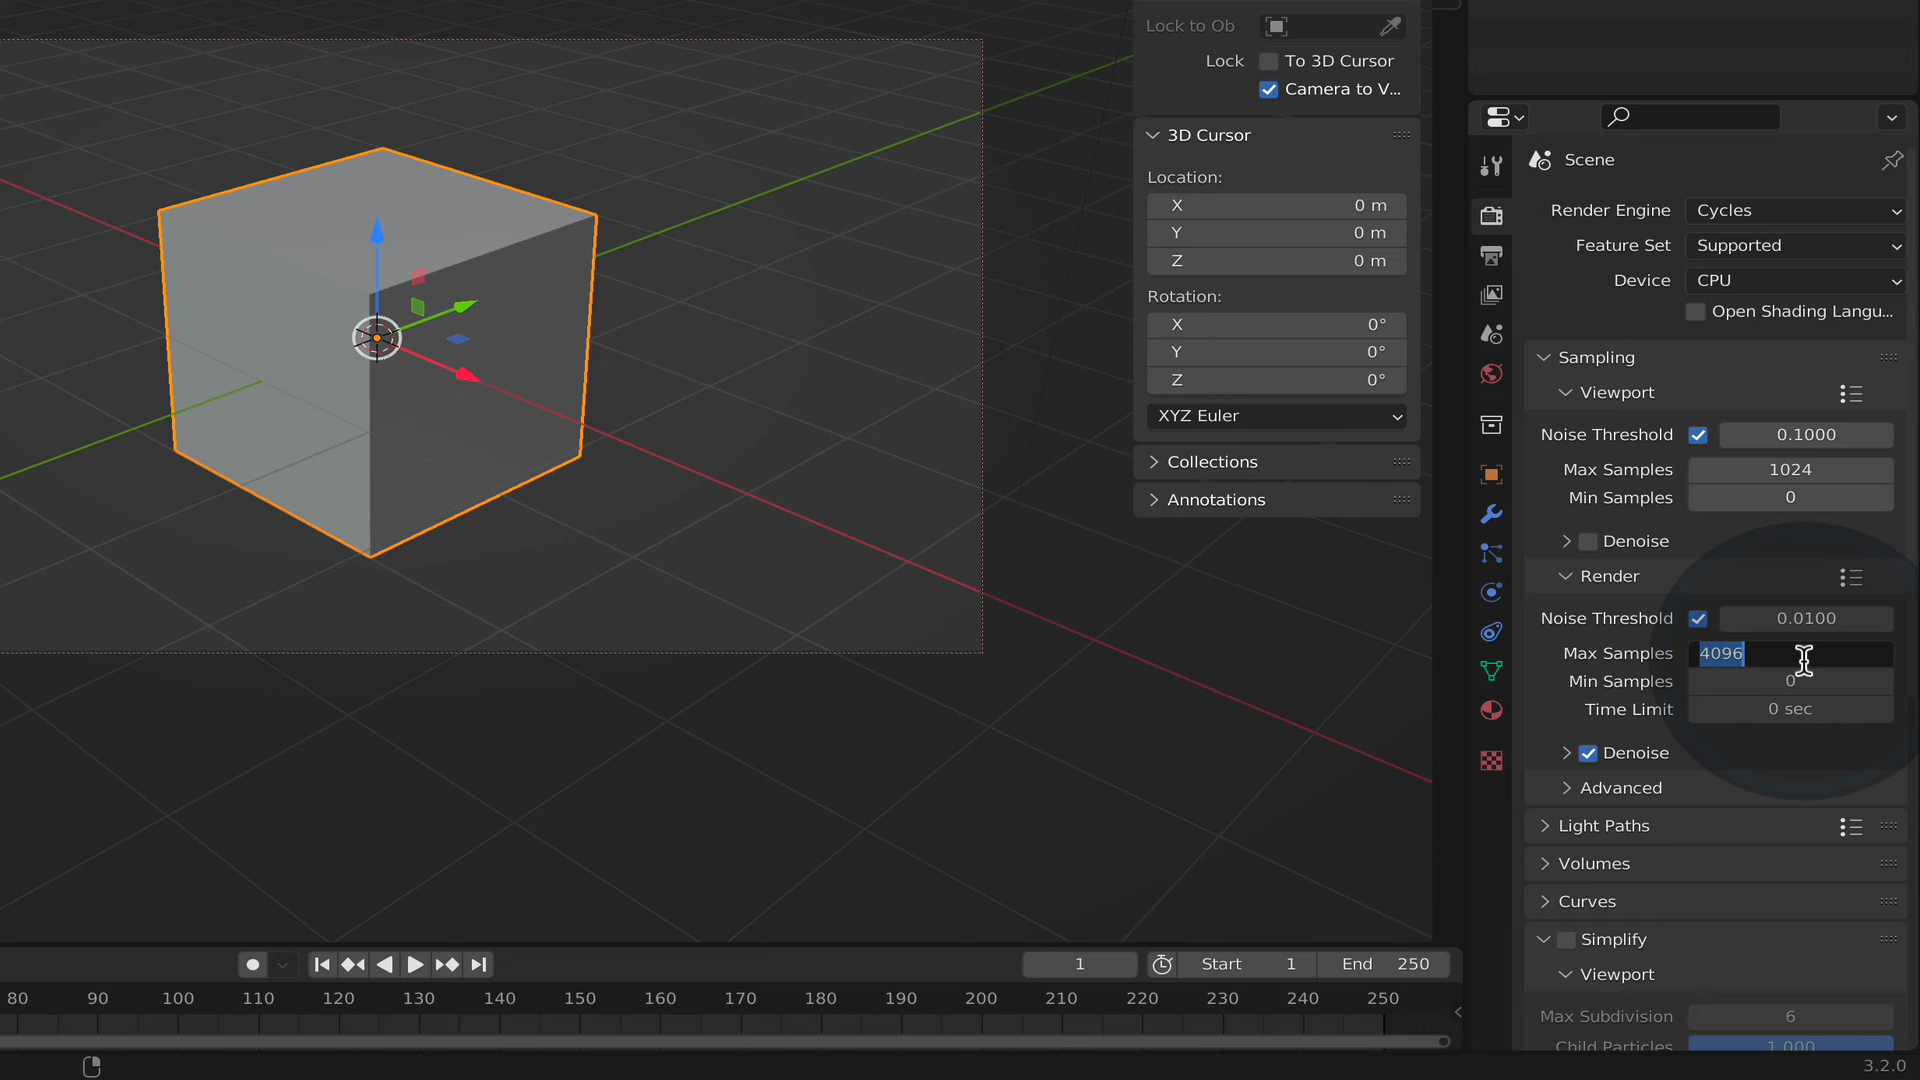 Lock to Ob
Lock To 3D Cursor
Camera to V...
3D Cursor
Location:
X 0 m
Y 0 m
Z 0 m
Rotation:
X 0°
Y 0°
Z 0°
XYZ Euler
Collections
Annotations
Scene
Render Engine Cycles
Feature Set Supported
Device CPU
Open Shading Langu...
Sampling
Viewport
Noise Threshold 0.1000
Max Samples 1024
Min Samples 0
Denoise
Render
Noise Threshold 0.0100
Max Samples 4096
Min Samples 0
Time Limit 0 sec
Denoise
Advanced
Light Paths
Volumes
Curves
Simplify
Viewport
Max Subdivision 6
Child Particles 1.000
1 Start 1 End 250
80 90 100 110 120 130 140 150 160 170 180 190 200 210 220 230 240 250
3.2.0